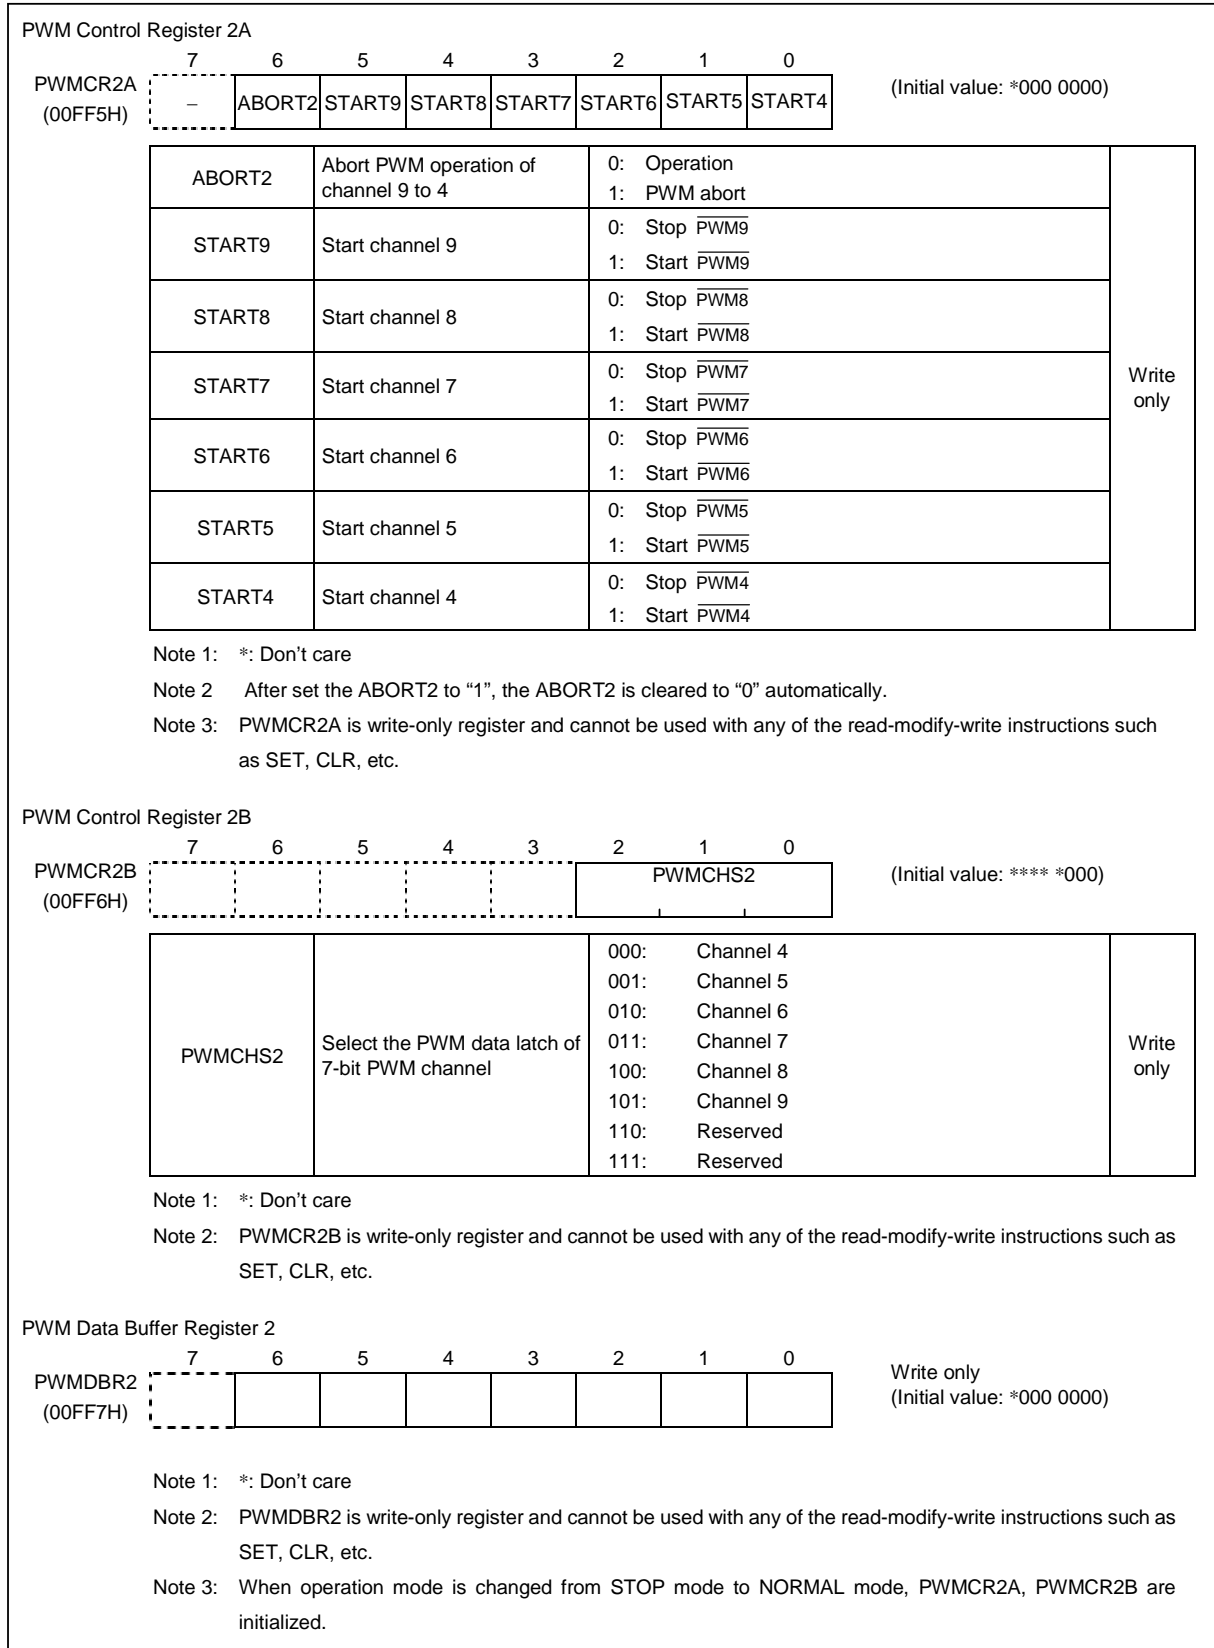 PWM Control Register 2A
7 6 5 4 3 2 1 0
PWMCR2A
(00FF5H)
– ABORT2 START9 START8 START7 START6 START5 START4
(Initial value: *000 0000)
ABORT2
Abort PWM operation of
channel 9 to 4
0: Operation
1: PWM abort
START9
Start channel 9
0: Stop PWM9
1: Start PWM9
START8
Start channel 8
0: Stop PWM8
1: Start PWM8
START7
Start channel 7
0: Stop PWM7
1: Start PWM7
START6
Start channel 6
0: Stop PWM6
1: Start PWM6
START5
Start channel 5
0: Stop PWM5
1: Start PWM5
START4
Start channel 4
0: Stop PWM4
1: Start PWM4
Write
only
Note 1: *: Don’t care
Note 2 After set the ABORT2 to “1”, the ABORT2 is cleared to “0” automatically.
Note 3: PWMCR2A is write-only register and cannot be used with any of the read-modify-write instructions such
as SET, CLR, etc.
PWM Control Register 2B
7 6 5 4 3 2 1 0
PWMCR2B
(00FF6H)
PWMCHS2
(Initial value: **** *000)
PWMCHS2
Select the PWM data latch of
7-bit PWM channel
000: Channel 4
001: Channel 5
010: Channel 6
011: Channel 7
100: Channel 8
101: Channel 9
110: Reserved
111: Reserved
Write
only
Note 1: *: Don’t care
Note 2: PWMCR2B is write-only register and cannot be used with any of the read-modify-write instructions such as
SET, CLR, etc.
PWM Data Buffer Register 2
7 6 5 4 3 2 1 0
PWMDBR2
(00FF7H)
Write only
(Initial value: *000 0000)
Note 1: *: Don’t care
Note 2: PWMDBR2 is write-only register and cannot be used with any of the read-modify-write instructions such as
SET, CLR, etc.
Note 3: When operation mode is changed from STOP mode to NORMAL mode, PWMCR2A, PWMCR2B are
initialized.